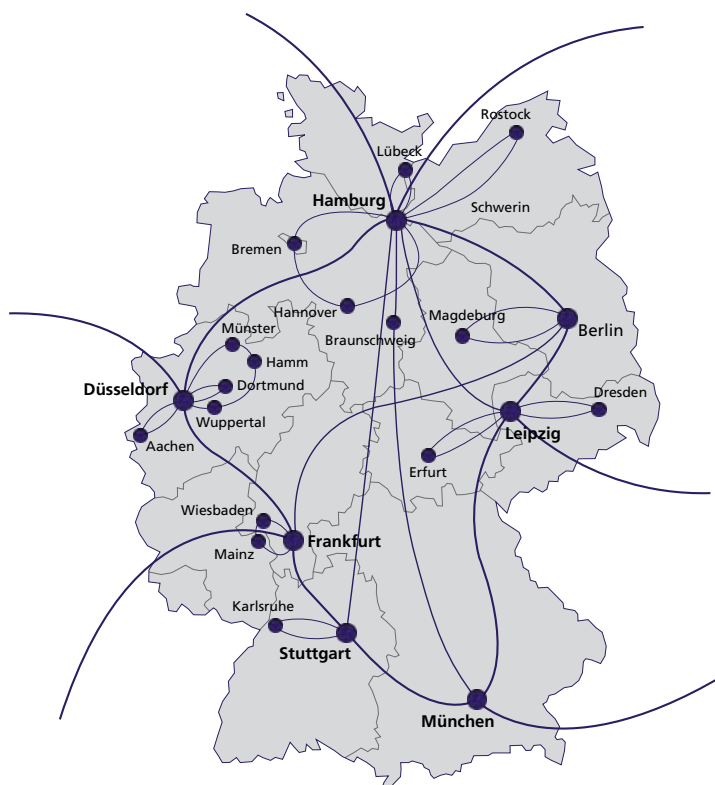 Rostock
Lübeck
Hamburg
Schwerin
Bremen
Hannover
Magdeburg
Münster
Berlin
Braunschweig
Hamm
Düsseldorf
Dortmund
Dresden
Wuppertal
Leipzig
Aachen
Erfurt
Wiesbaden
Frankfurt
Mainz
Karlsruhe
Stuttgart
München